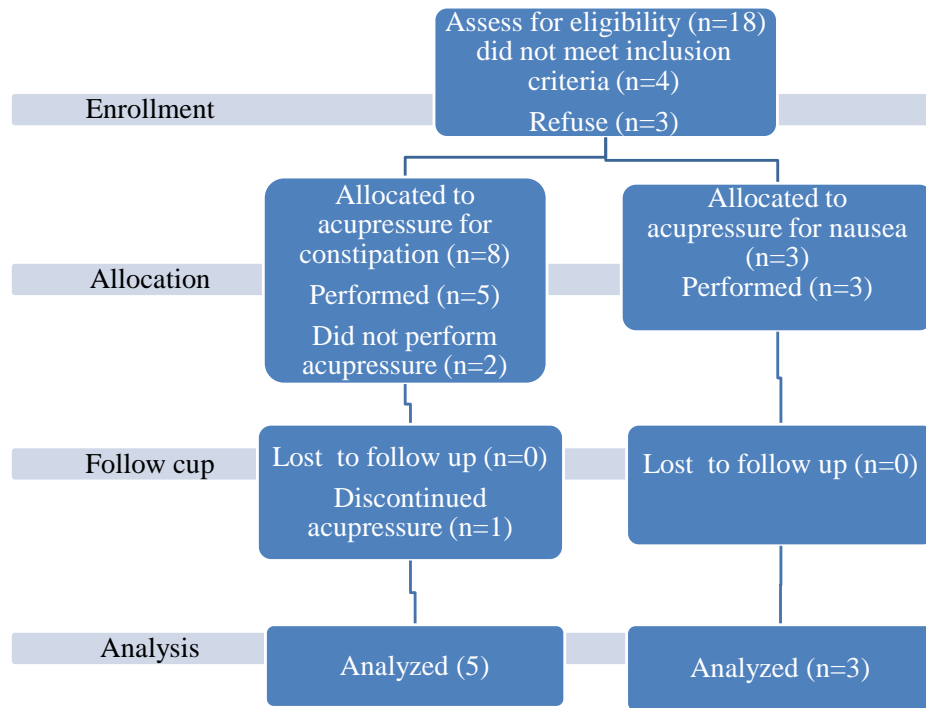 Assess for eligibility (n=18)
did not meet inclusion
criteria (n=4)
Refuse (n=3)
Enrollment
Allocated to
acupressure for
constipation (n=8)
Performed (n=5)
Did not perform
acupressure (n=2)
Allocated to
acupressure for nausea
(n=3)
Performed (n=3)
Allocation
Lost to follow up (n=0)
Discontinued
acupressure (n=1)
Lost to follow up (n=0)
Follow cup
Analyzed (5)
Analyzed (n=3)
Analysis